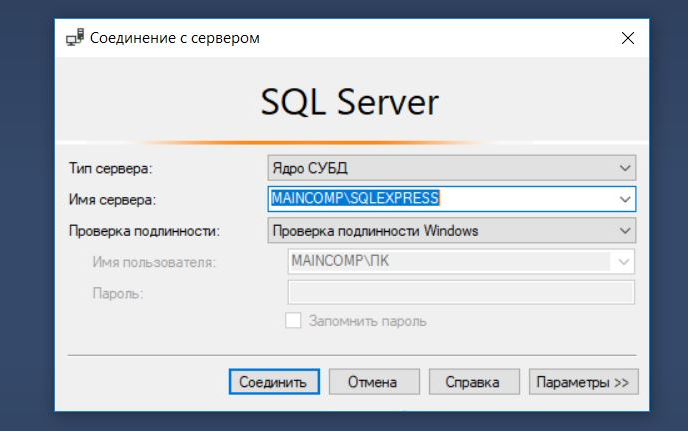 Соединение с сервером
SQL Server
Тип сервера: Ядро СУБД
Имя сервера: MAINCOMP\SQLEXPRESS
Проверка подлинности: Проверка подлинности Windows
Имя пользователя: MAINCOMP\ПК
Пароль:
Запомнить пароль
Соединить Отмена Справка Параметры >>